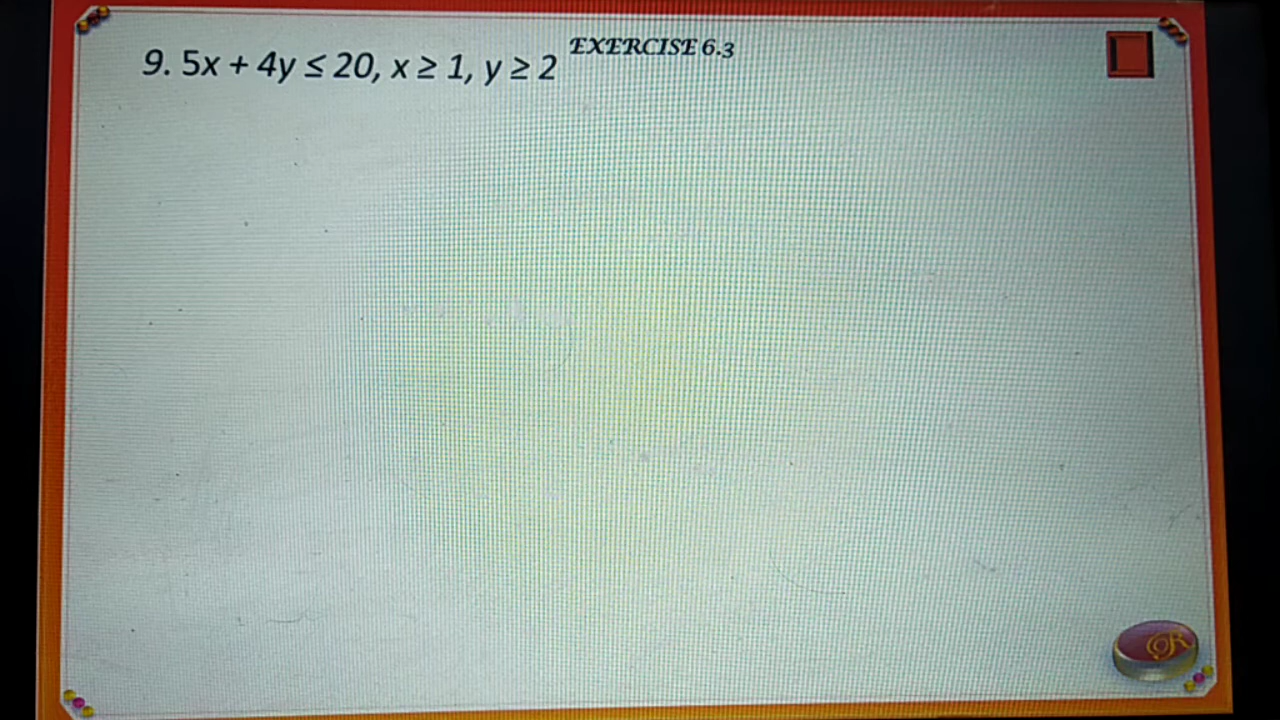 EXERCISE 6.3
9. 5x + 4y ≤ 20, x ≥ 1, y ≥ 2